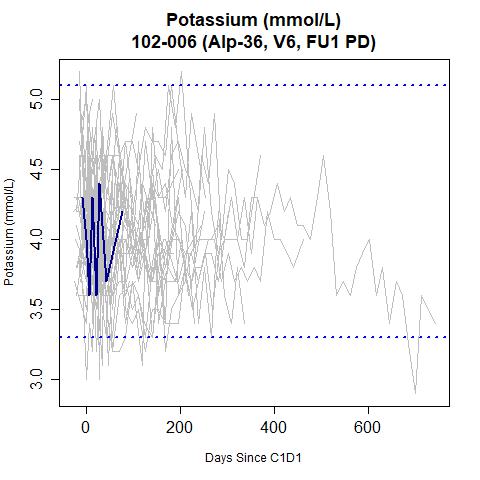 Potassium (mmol/L)
102-006 (Alp-36, V6, FU1 PD)
Potassium (mmol/L)
5.0
4.5
4.0
3.5
3.0
0
200
400
600
Days Since C1D1